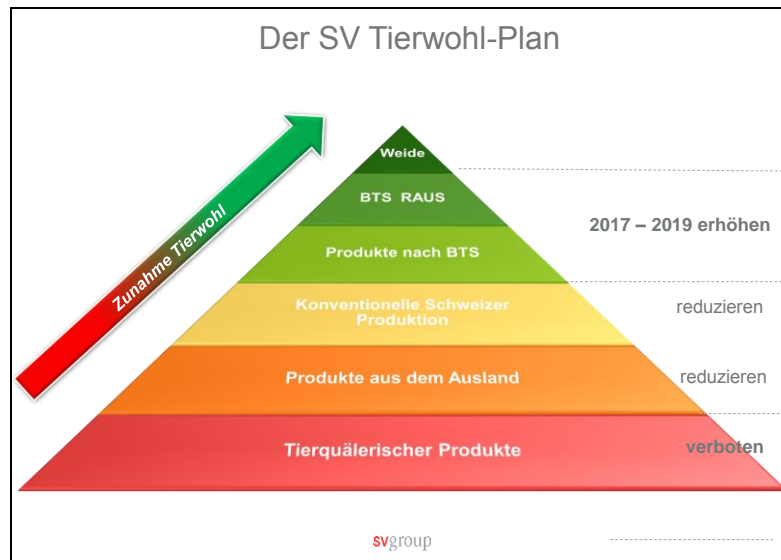 Der SV Tierwohl-Plan
Zunahme Tierwohl
Weide
BTS RAUS
Produkte nach BTS
2017 – 2019 erhöhen
Konventionelle Schweizer
Produktion
reduzieren
Produkte aus dem Ausland
reduzieren
Tierquälerischer Produkte
verboten
svgroup